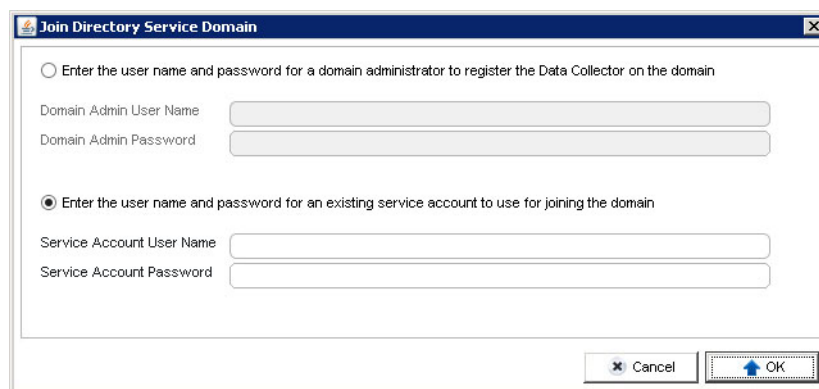 Join Directory Service Domain
Enter the user name and password for a domain administrator to register the Data Collector on the domain
Domain Admin User Name
Domain Admin Password
Enter the user name and password for an existing service account to use for joining the domain
Service Account User Name
Service Account Password
Cancel OK